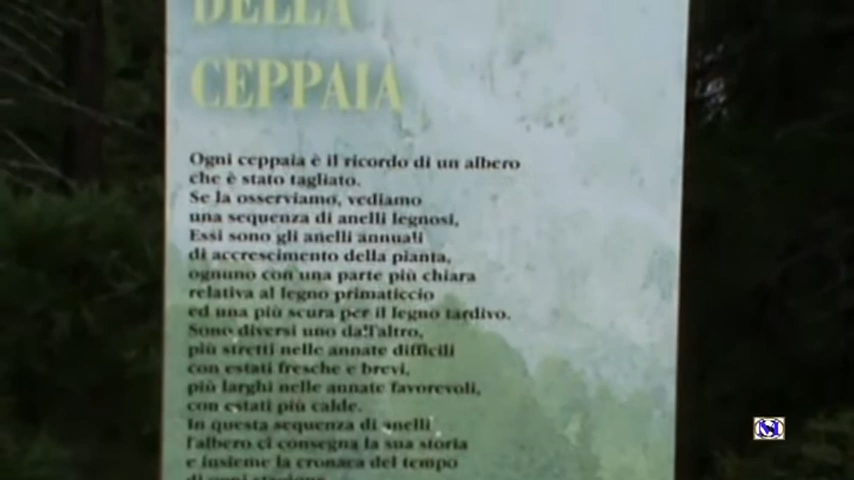 DELLA
CEPPAIA
Ogni ceppaia è il ricordo di un albero
che è stato tagliato.
Se la osserviamo, vediamo
una sequenza di anelli legnosi,
Essi sono gli anelli annuali
di accrescimento della pianta,
ognuno con una parte più chiara
relativa al legno primaticcio
ed una più scura per il legno tardivo.
Sono diversi uno dall'altro,
più stretti nelle annate difficili
con estati fresche e brevi,
più larghi nelle annate favorevoli,
con estati più calde.
In questa sequenza di anelli
l'albero ci consegna la sua storia
e insieme la cronaca del tempo
di ogni stagione